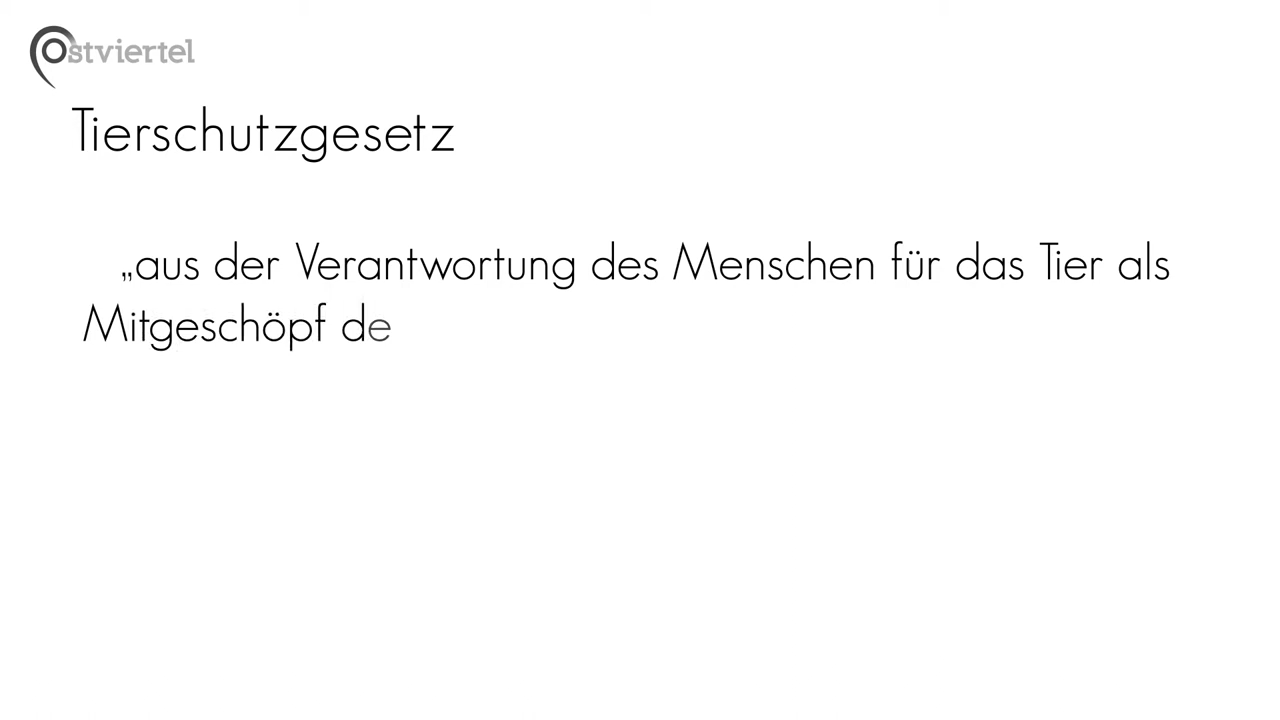 Ostviertel
Tierschutzgesetz
„aus der Verantwortung des Menschen für das Tier als
Mitgeschöpf de